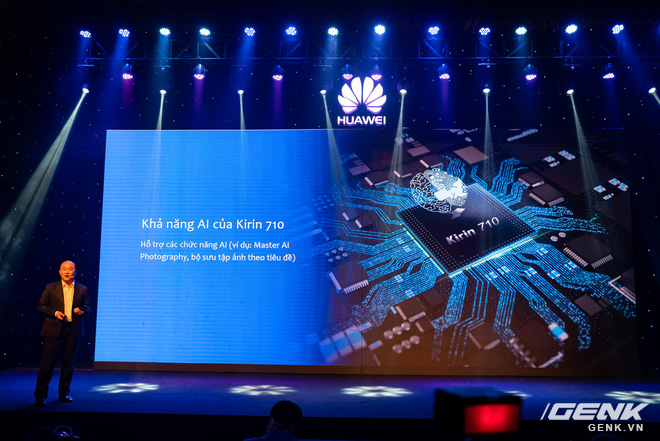 HUAWEI
Khả năng AI của Kirin 710
Hỗ trợ các chức năng AI (ví dụ: Master AI
Photography, bộ sưu tập ảnh theo tiêu đề)
Kirin 710
GENK
GENK.VN